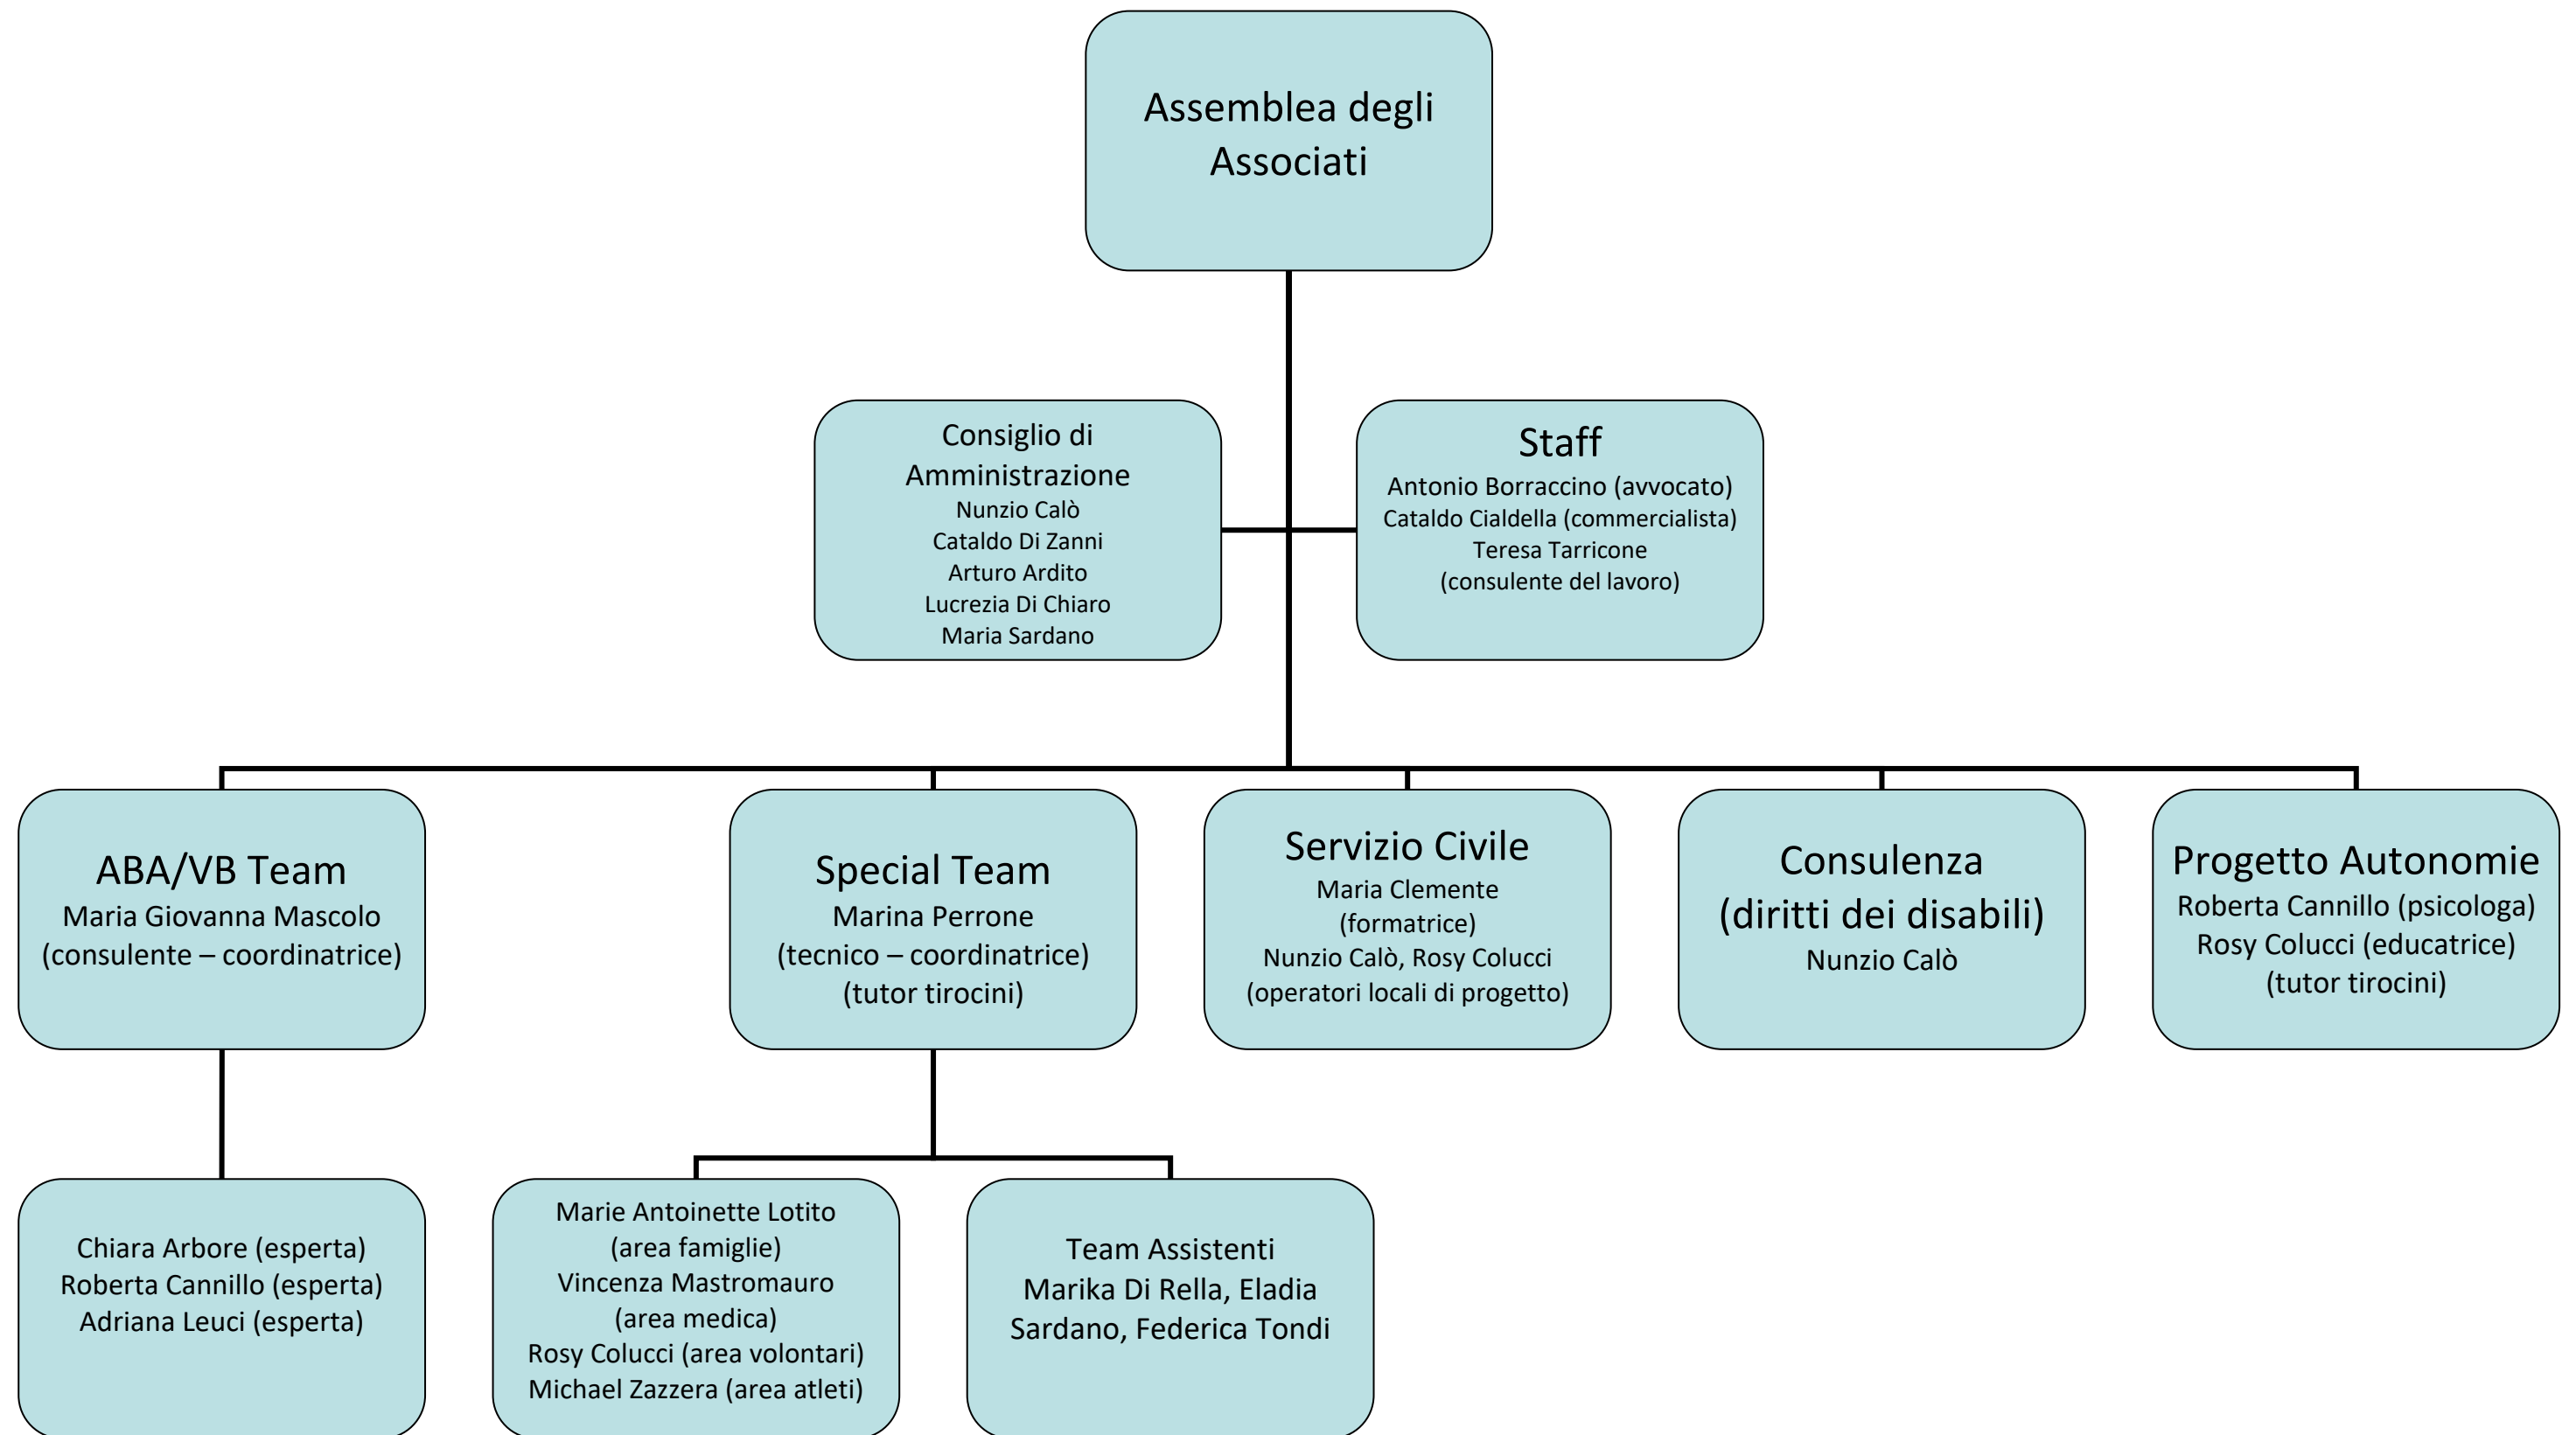 Assemblea degli
Associati
Consiglio di
Amministrazione
Nunzio Calò
Cataldo Di Zanni
Arturo Ardito
Lucrezia Di Chiaro
Maria Sardano
Staff
Antonio Borraccino (avvocato)
Cataldo Cialdella (commercialista)
Teresa Tarricone
(consulente del lavoro)
ABA/VB Team
Maria Giovanna Mascolo
(consulente – coordinatrice)
Special Team
Marina Perrone
(tecnico – coordinatrice)
(tutor tirocini)
Servizio Civile
Maria Clemente
(formatrice)
Nunzio Calò, Rosy Colucci
(operatori locali di progetto)
Consulenza
(diritti dei disabili)
Nunzio Calò
Progetto Autonomie
Roberta Cannillo (psicologa)
Rosy Colucci (educatrice)
(tutor tirocini)
Chiara Arbore (esperta)
Roberta Cannillo (esperta)
Adriana Leuci (esperta)
Marie Antoinette Lotito
(area famiglie)
Vincenza Mastromauro
(area medica)
Rosy Colucci (area volontari)
Michael Zazzera (area atleti)
Team Assistenti
Marika Di Rella, Eladia
Sardano, Federica Tondi